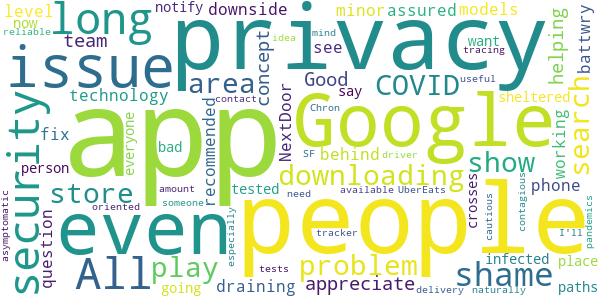 level
now
reliable
long
team
notify
downside
minor
assured
models
privacy
helping
idea
mind
tracing
battwry
issue
area
concept
Good
see
COVID
want
useful
search
technology
security
fix
everyone
app
bad
recommended
NextDoor
say
Google
sheltered
behind
Chron
SF
driver
working
person
store
tested
downloading
show
contact
available
UberEats
crosses
phone
question
amount
someone
need
cautious
contagious
asymptomatic
even
oriented
especially
people
I'll
pandemics
All
play
problem
tracker
infected
place
going
draining
appreciate
shame
paths
tests
delivery
naturally